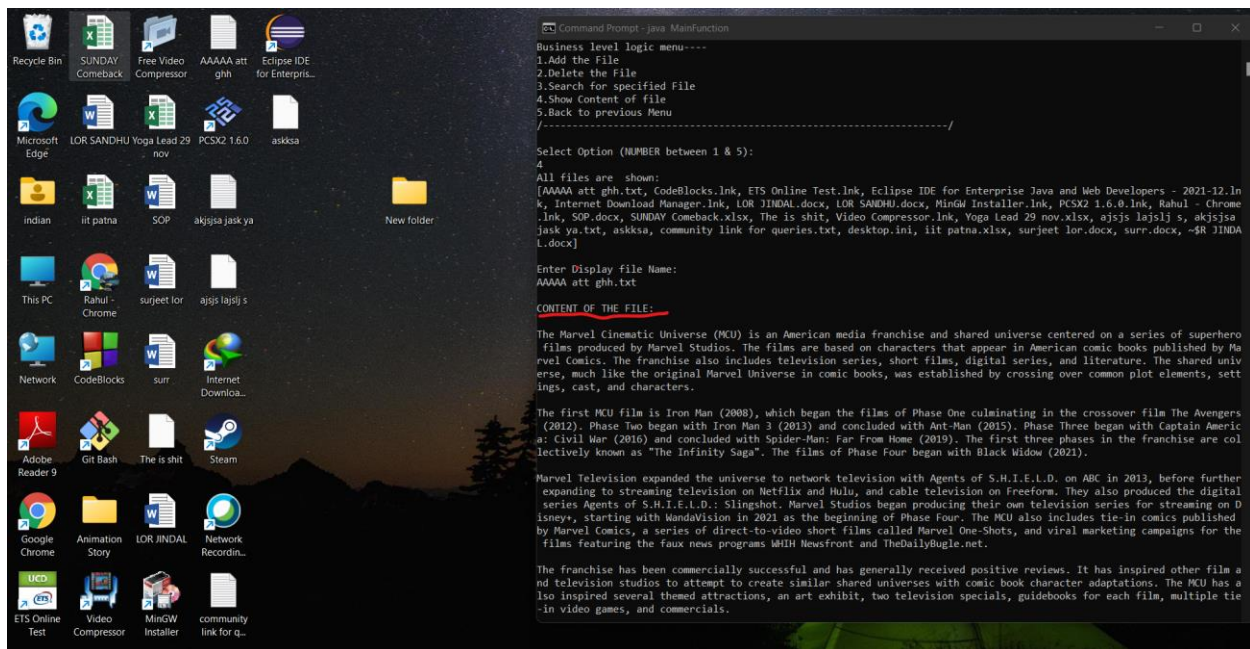 Recycle Bin
SUNDAY
Comeback
Free Video
Compressor
AAAAA att
ghh
Eclipse IDE
for Enterpris...
Microsoft
Edge
LOR SANDHU
Yoga Lead 29
nov
PCSX2 1.6.0
askksa
indian
iit patna
SOP
akjsjsa jask ya
New folder
This PC
Rahul -
Chrome
surjeet lor
ajsjs lajslj s
Network
CodeBlocks
surr
Internet
Downloa...
Adobe
Reader 9
Git Bash
The is shit
Steam
Google
Chrome
Animation
Story
LOR JINDAL
Network
Recordin...
UCD
ETS
ETS Online
Test
Video
Compressor
MinGW
Installer
community
link for q...
Command Prompt - java MainFunction
Business level logic menu----
1.Add the File
2.Delete the File
3.Search for specified File
4.Show Content of file
5.Back to previous Menu
/--------------------------------------------------------------------/
Select Option (NUMBER between 1 & 5):
4
All files are  shown:
[AAAAA att ghh.txt, CodeBlocks.lnk, ETS Online Test.lnk, Eclipse IDE for Enterprise Java and Web Developers - 2021-12.ln
k, Internet Download Manager.lnk, LOR JINDAL.docx, LOR SANDHU.docx, MinGW Installer.lnk, PCSX2 1.6.0.lnk, Rahul - Chrome
.lnk, SOP.docx, SUNDAY Comeback.xlsx, The is shit, Video Compressor.lnk, Yoga Lead 29 nov.xlsx, ajsjs lajslj s, akjsjsa
jask ya.txt, askksa, community link for queries.txt, desktop.ini, iit patna.xlsx, surjeet lor.docx, surr.docx, ~$R JINDA
L.docx]
Enter Display file Name:
AAAAA att ghh.txt
CONTENT OF THE FILE:
The Marvel Cinematic Universe (MCU) is an American media franchise and shared universe centered on a series of superhero
films produced by Marvel Studios. The films are based on characters that appear in American comic books published by Ma
rvel Comics. The franchise also includes television series, short films, digital series, and literature. The shared univ
erse, much like the original Marvel Universe in comic books, was established by crossing over common plot elements, sett
ings, cast, and characters.
The first MCU film is Iron Man (2008), which began the films of Phase One culminating in the crossover film The Avengers
(2012). Phase Two began with Iron Man 3 (2013) and concluded with Ant-Man (2015). Phase Three began with Captain Americ
a: Civil War (2016) and concluded with Spider-Man: Far From Home (2019). The first three phases in the franchise are col
lectively known as "The Infinity Saga". The films of Phase Four began with Black Widow (2021).
Marvel Television expanded the universe to network television with Agents of S.H.I.E.L.D. on ABC in 2013, before further
expanding to streaming television on Netflix and Hulu, and cable television on Freeform. They also produced the digital
series Agents of S.H.I.E.L.D.: Slingshot. Marvel Studios began producing their own television series for streaming on D
isney+, starting with WandaVision in 2021 as the beginning of Phase Four. The MCU also includes tie-in comics published
by Marvel Comics, a series of direct-to-video short films called Marvel One-Shots, and viral marketing campaigns for the
films featuring the faux news programs WHIH Newsfront and TheDailyBugle.net.
The franchise has been commercially successful and has generally received positive reviews. It has inspired other film a
nd television studios to attempt to create similar shared universes with comic book character adaptations. The MCU has a
lso inspired several themed attractions, an art exhibit, two television specials, guidebooks for each film, multiple tie
-in video games, and commercials.